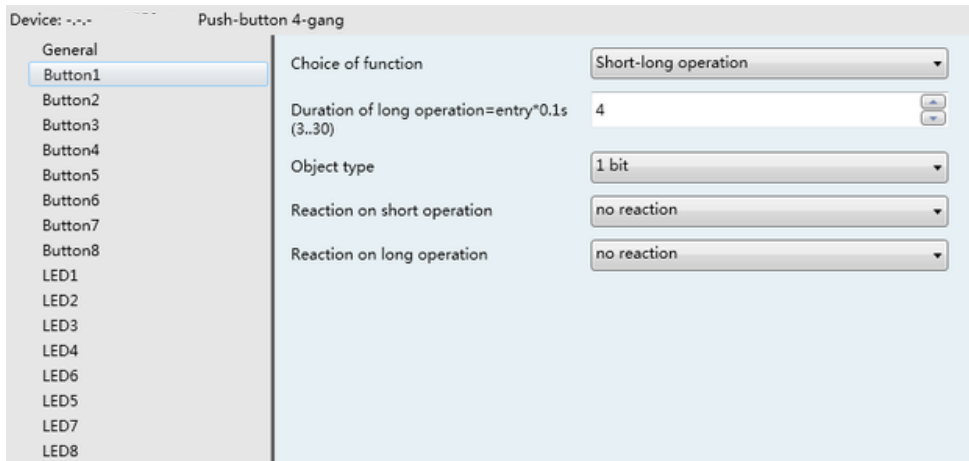 Device: -.-.- Push-button 4-gang
General
Button1
Button2
Button3
Button4
Button5
Button6
Button7
Button8
LED1
LED2
LED3
LED4
LED6
LED5
LED7
LED8
Choice of function Short-long operation
Duration of long operation=entry*0.1s 4
(3..30)
Object type 1 bit
Reaction on short operation no reaction
Reaction on long operation no reaction